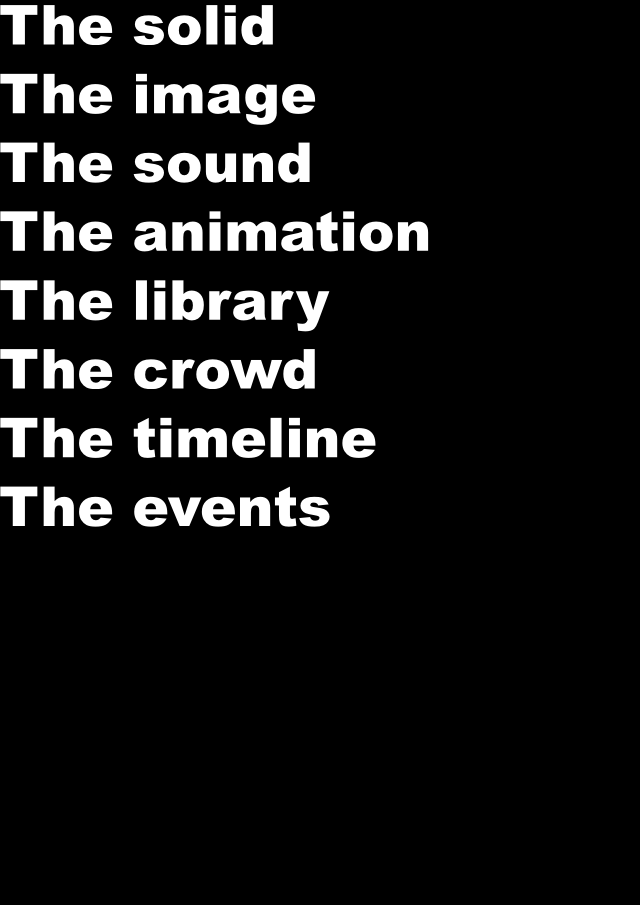 The solid
The image
The sound
The animation
The library
The crowd
The timeline
The events